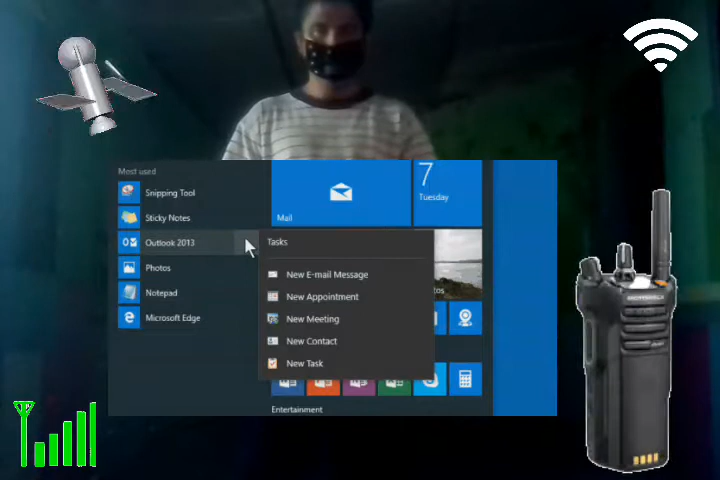 Most used
Snipping Tool
Sticky Notes
Outlook 2013
Photos
Notepad
Microsoft Edge
Mail
7
Tuesday
Tasks
New E-mail Message
New Appointment
New Meeting
New Contact
New Task
Entertainment